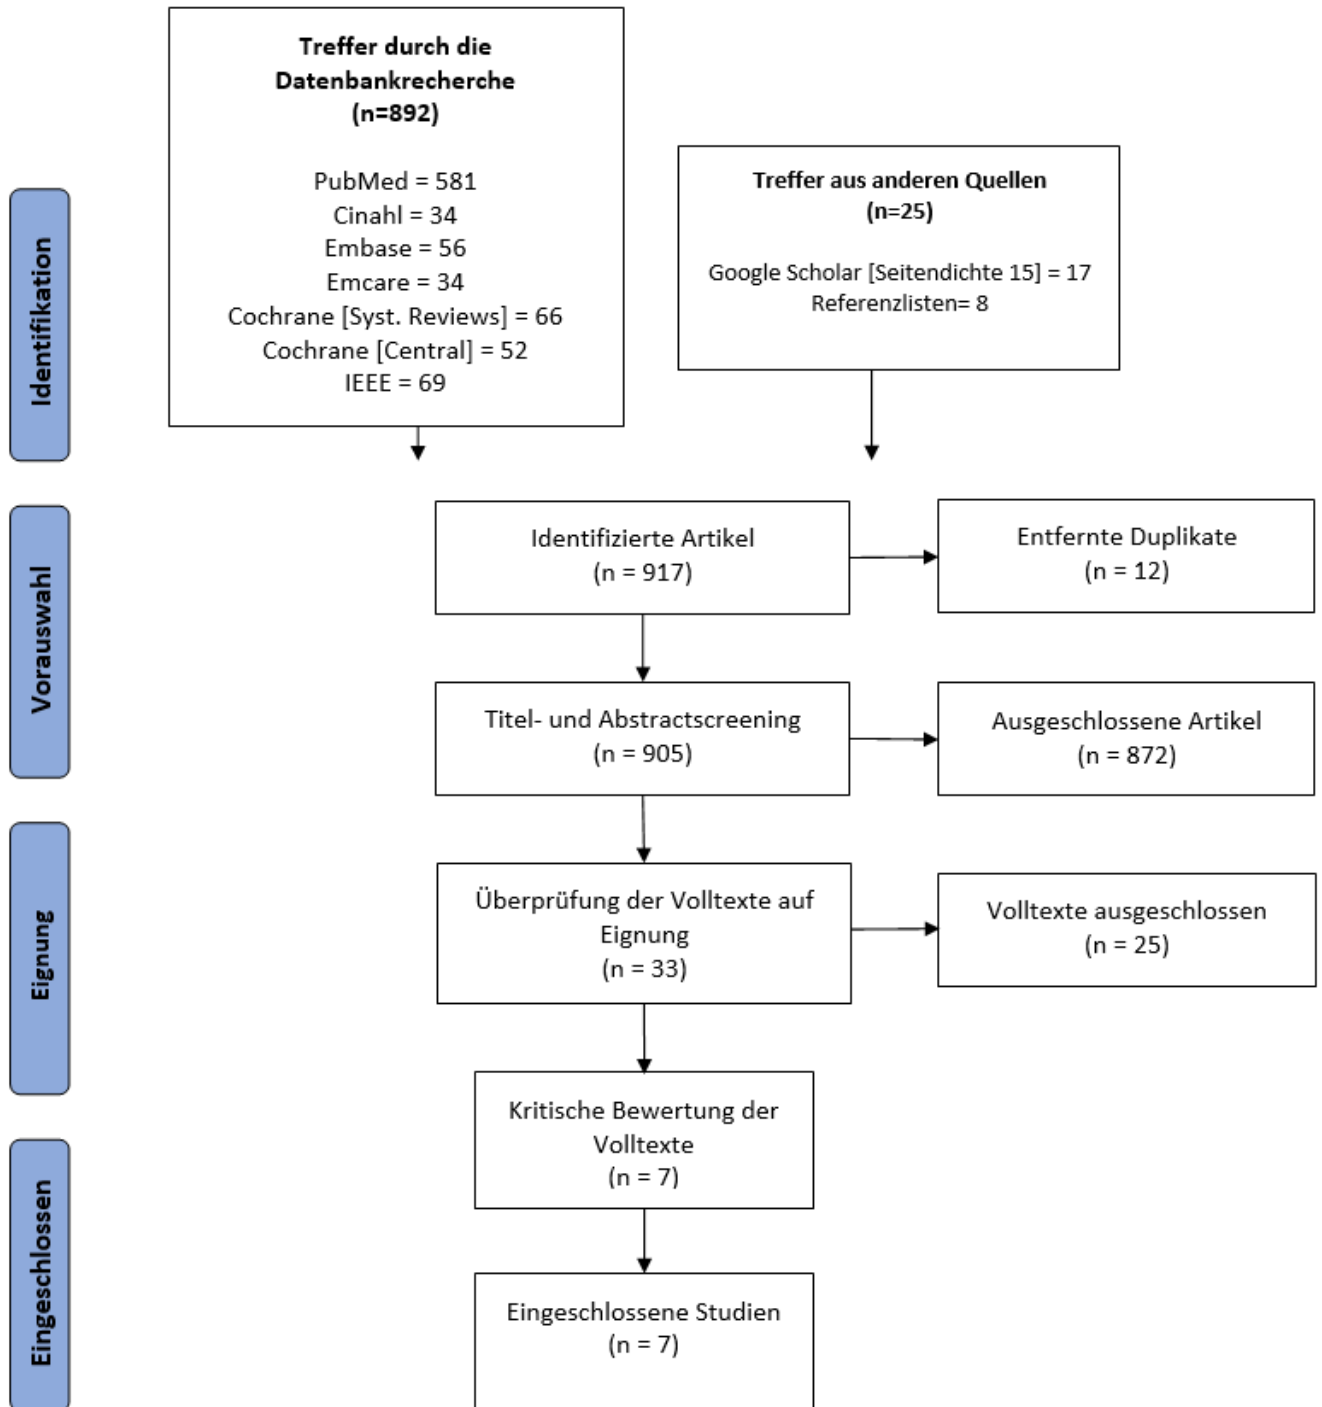 Treffer durch die
Datenbankrecherche
(n=892)
PubMed = 581
Cinahl = 34
Embase = 56
Emcare = 34
Cochrane [Syst. Reviews] = 66
Cochrane [Central] = 52
IEEE = 69
Treffer aus anderen Quellen
(n=25)
Google Scholar [Seitendichte 15] = 17
Referenzlisten= 8
Identifikation
Vorauswahl
Identifizierte Artikel
(n = 917)
Entfernte Duplikate
(n = 12)
Titel- und Abstractscreening
(n = 905)
Ausgeschlossene Artikel
(n = 872)
Eignung
Überprüfung der Volltexte auf
Eignung
(n = 33)
Volltexte ausgeschlossen
(n = 25)
Kritische Bewertung der
Volltexte
(n = 7)
Eingeschlossen
Eingeschlossene Studien
(n = 7)